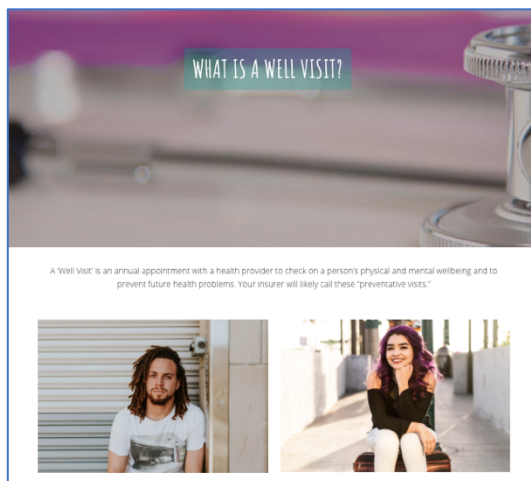 WHAT IS A WELL VISIT?
A 'Well Visit' is an annual appointment with a health provider to check on a person's physical and mental wellbeing and to
prevent future health problems. Your insurer will likely call these "preventative visits."